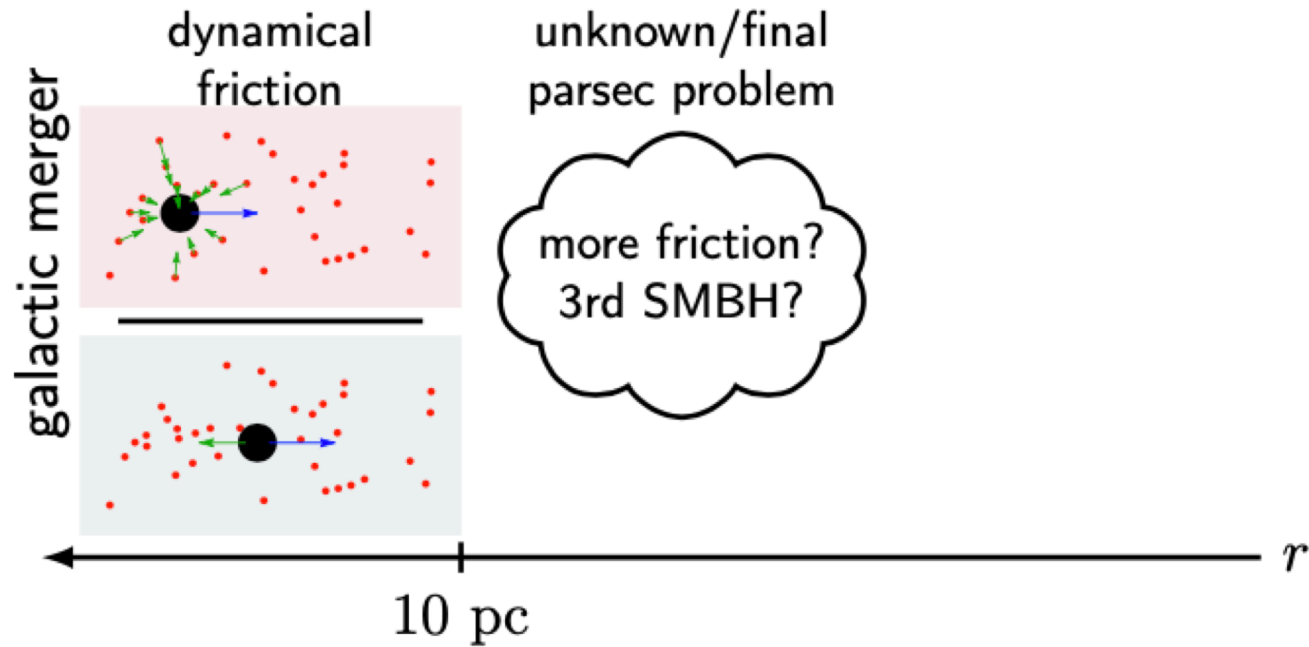 dynamical
friction
unknown/final
parsec problem
galactic merger
more friction?
3rd SMBH?
r
10 pc